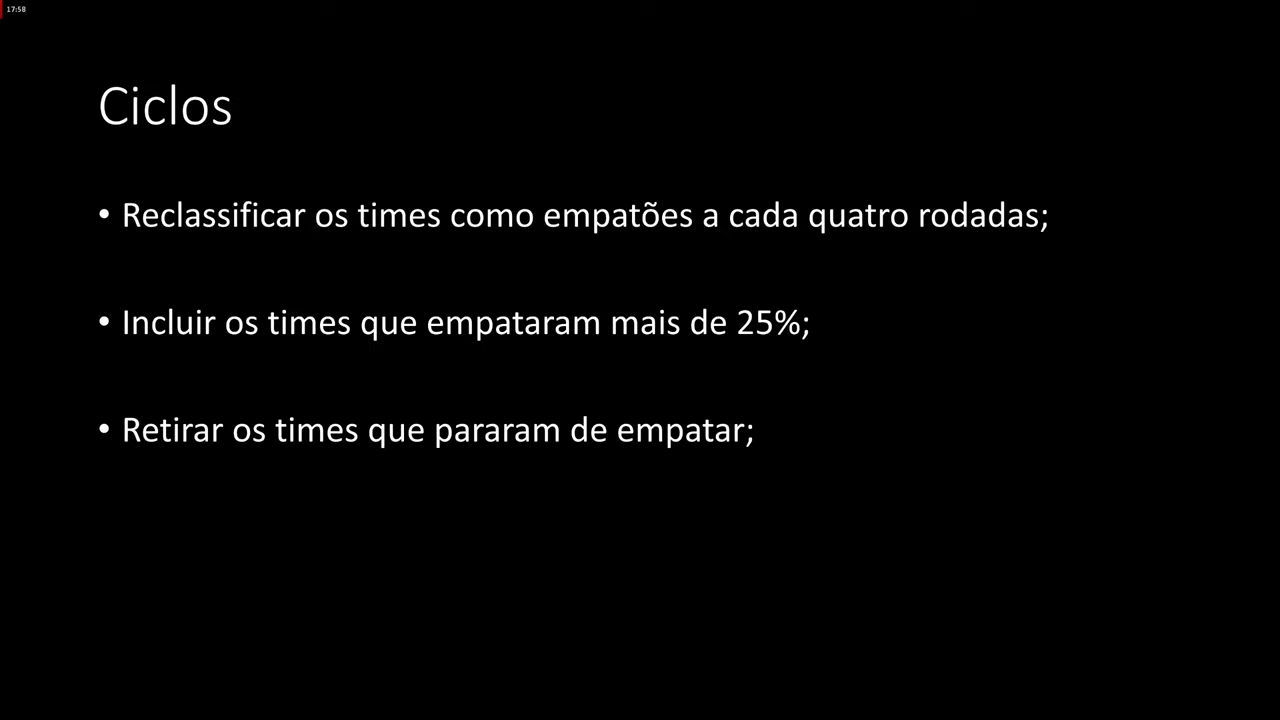 17:58
Ciclos
• Reclassificar os times como empatões a cada quatro rodadas;
• Incluir os times que empataram mais de 25%;
• Retirar os times que pararam de empatar;